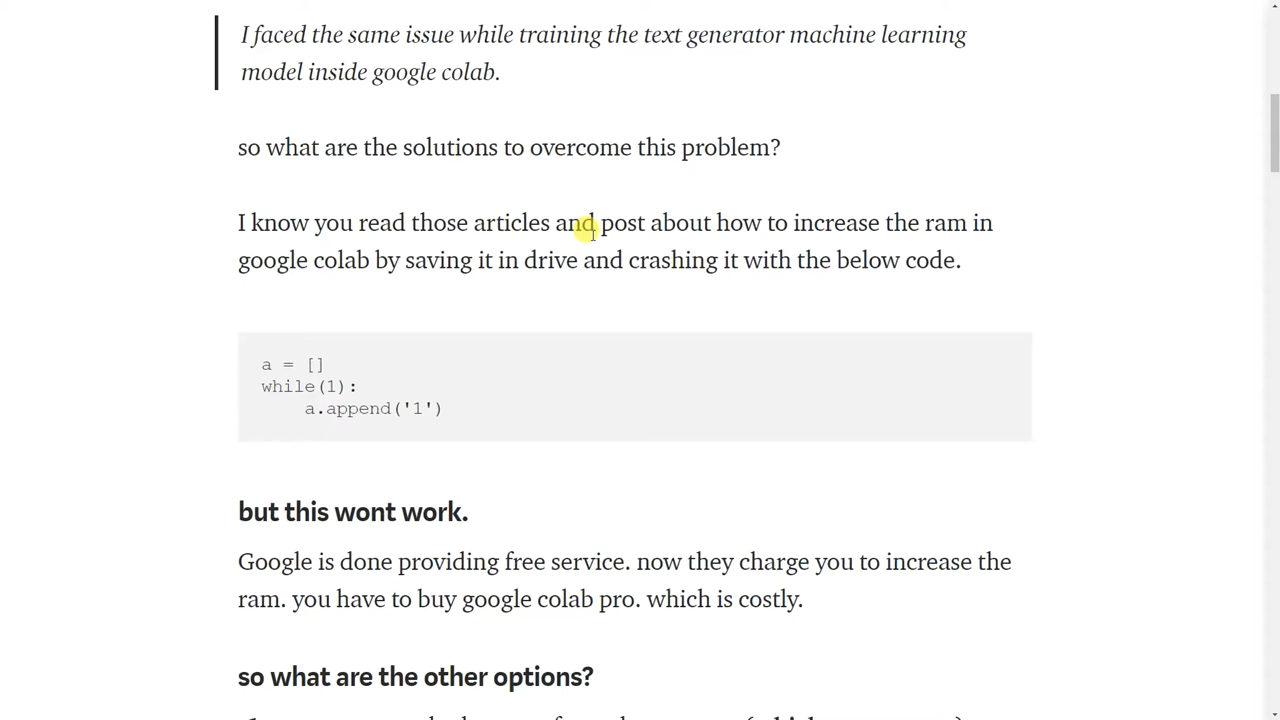 I faced the same issue while training the text generator machine learning
model inside google colab.
so what are the solutions to overcome this problem?
I know you read those articles and post about how to increase the ram in
google colab by saving it in drive and crashing it with the below code.
a = []
while(1):
    a.append('1')
but this wont work.
Google is done providing free service. now they charge you to increase the
ram. you have to buy google colab pro. which is costly.
so what are the other options?